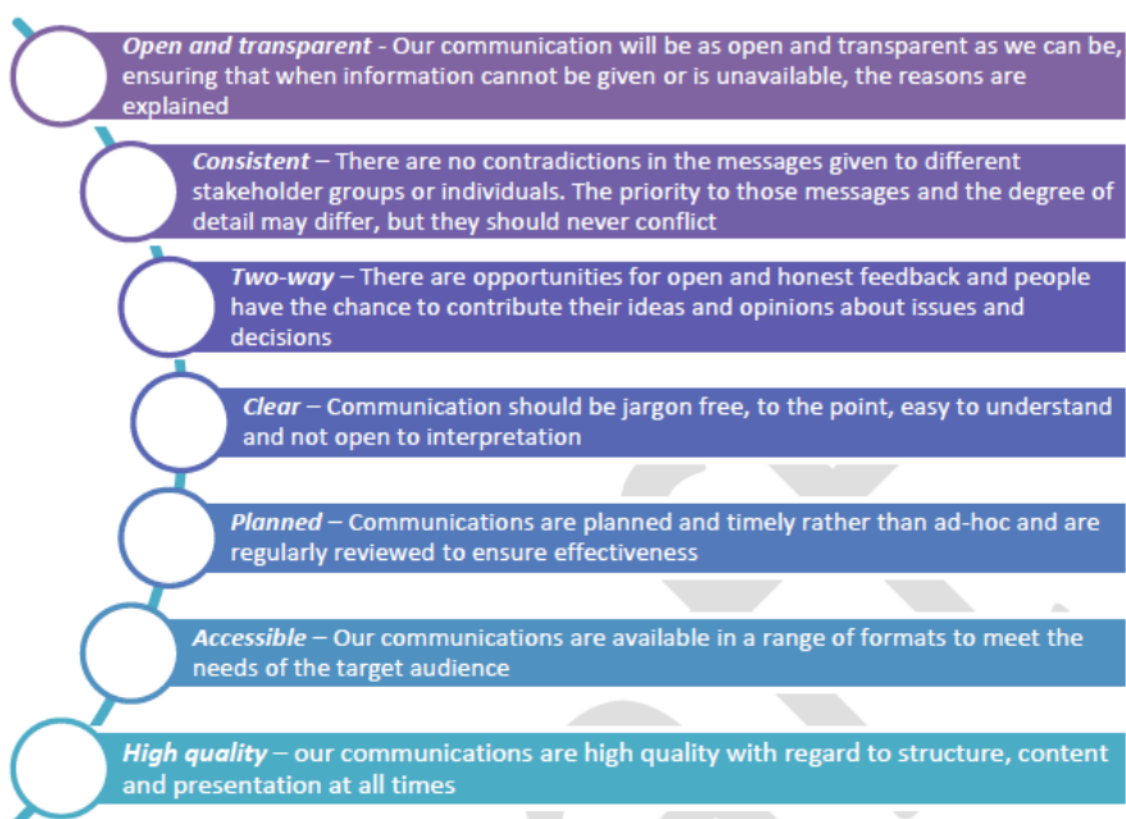 Open and transparent - Our communication will be as open and transparent as we can be,
ensuring that when information cannot be given or is unavailable, the reasons are
explained
Consistent – There are no contradictions in the messages given to different
stakeholder groups or individuals. The priority to those messages and the degree of
detail may differ, but they should never conflict
Two-way – There are opportunities for open and honest feedback and people
have the chance to contribute their ideas and opinions about issues and
decisions
Clear – Communication should be jargon free, to the point, easy to understand
and not open to interpretation
Planned – Communications are planned and timely rather than ad-hoc and are
regularly reviewed to ensure effectiveness
Accessible – Our communications are available in a range of formats to meet the
needs of the target audience
High quality – our communications are high quality with regard to structure, content
and presentation at all times